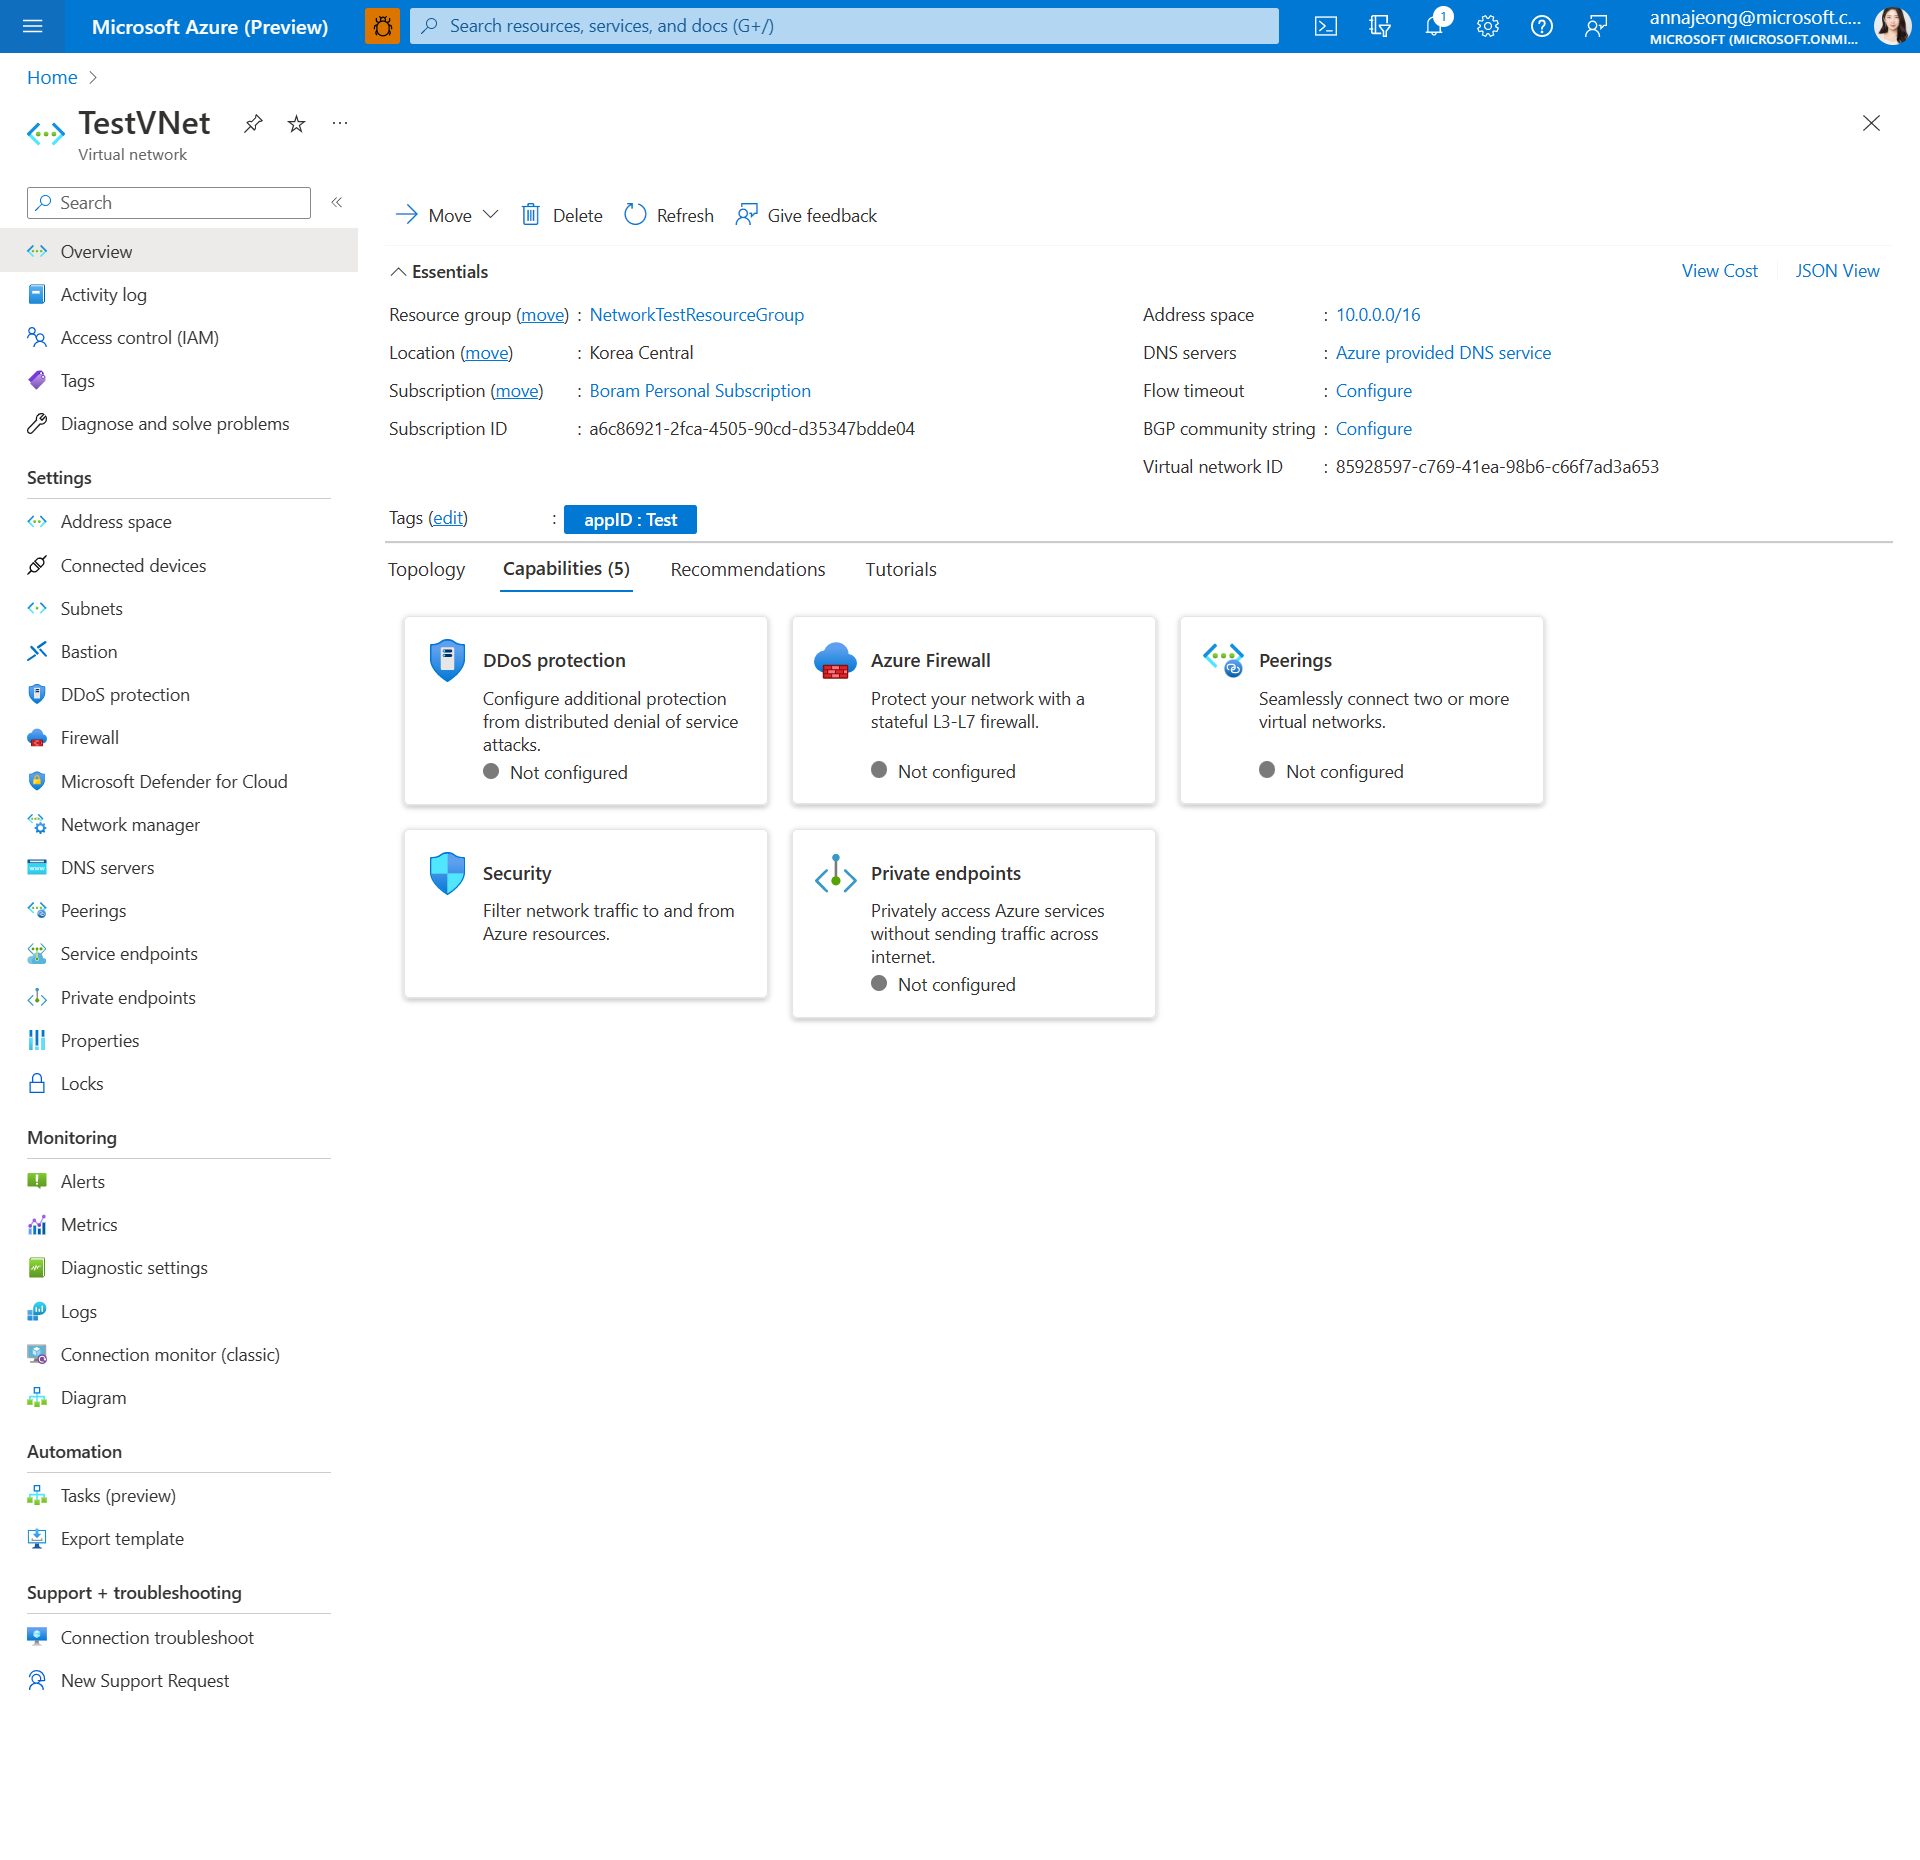 Microsoft Azure (Preview)
Search resources, services, and docs (G+/)
1
annajeong@microsoft.c...
MICROSOFT (MICROSOFT.ONMI...
Home
TestVNet
Virtual network
Search
Overview
Activity log
Access control (IAM)
Tags
Diagnose and solve problems
Settings
Address space
Connected devices
Subnets
Bastion
DDoS protection
Firewall
Microsoft Defender for Cloud
Network manager
DNS servers
Peerings
Service endpoints
Private endpoints
Properties
Locks
Monitoring
Alerts
Metrics
Diagnostic settings
Logs
Connection monitor (classic)
Diagram
Automation
Tasks (preview)
Export template
Support + troubleshooting
Connection troubleshoot
New Support Request
Move
Delete
Refresh
Give feedback
Essentials
View Cost
JSON View
Resource group (move) : NetworkTestResourceGroup
Location (move) : Korea Central
Subscription (move) : Boram Personal Subscription
Subscription ID : a6c86921-2fca-4505-90cd-d35347bdde04
Address space : 10.0.0.0/16
DNS servers : Azure provided DNS service
Flow timeout : Configure
BGP community string : Configure
Virtual network ID : 85928597-c769-41ea-98b6-c66f7ad3a653
Tags (edit) : appID : Test
Topology
Capabilities (5)
Recommendations
Tutorials
DDoS protection
Configure additional protection
from distributed denial of service
attacks.
Not configured
Azure Firewall
Protect your network with a
stateful L3-L7 firewall.
Not configured
Peerings
Seamlessly connect two or more
virtual networks.
Not configured
Security
Filter network traffic to and from
Azure resources.
Private endpoints
Privately access Azure services
without sending traffic across
internet.
Not configured